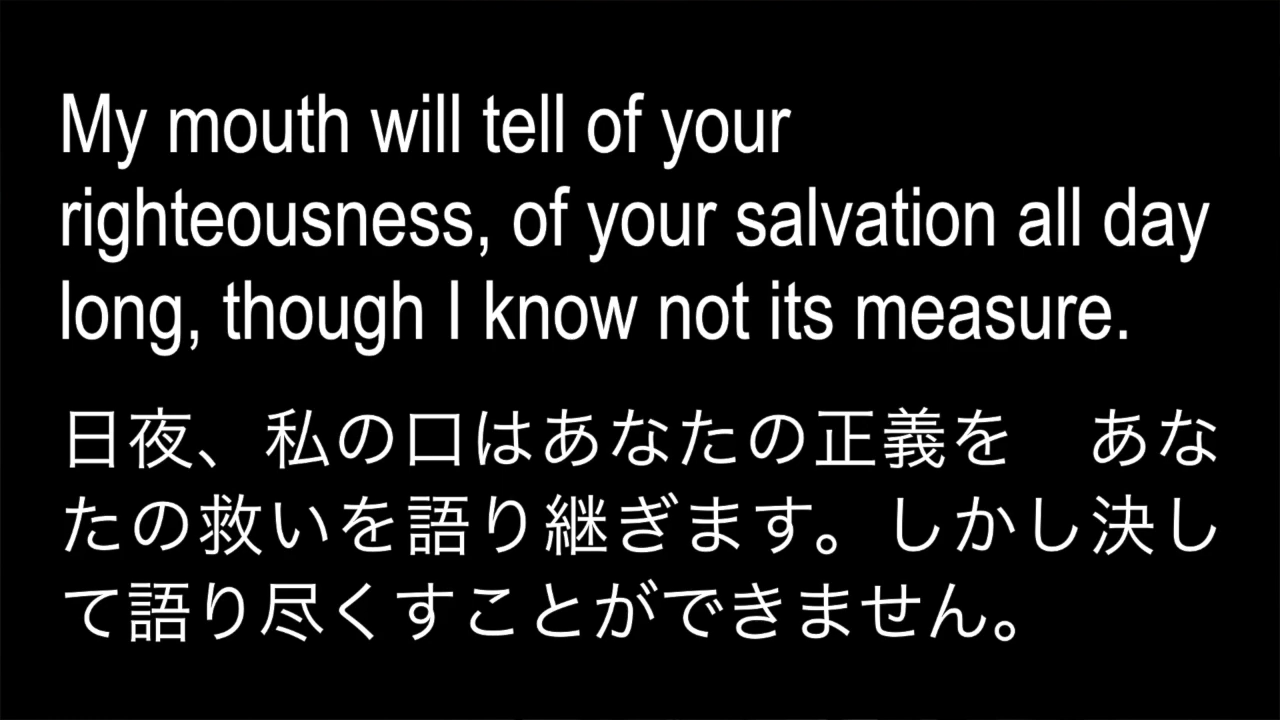 My mouth will tell of your
righteousness, of your salvation all day
long, though I know not its measure.
日夜、私の口はあなたの正義を　あな
たの救いを語り継ぎます。しかし決し
て語り尽くすことができません。